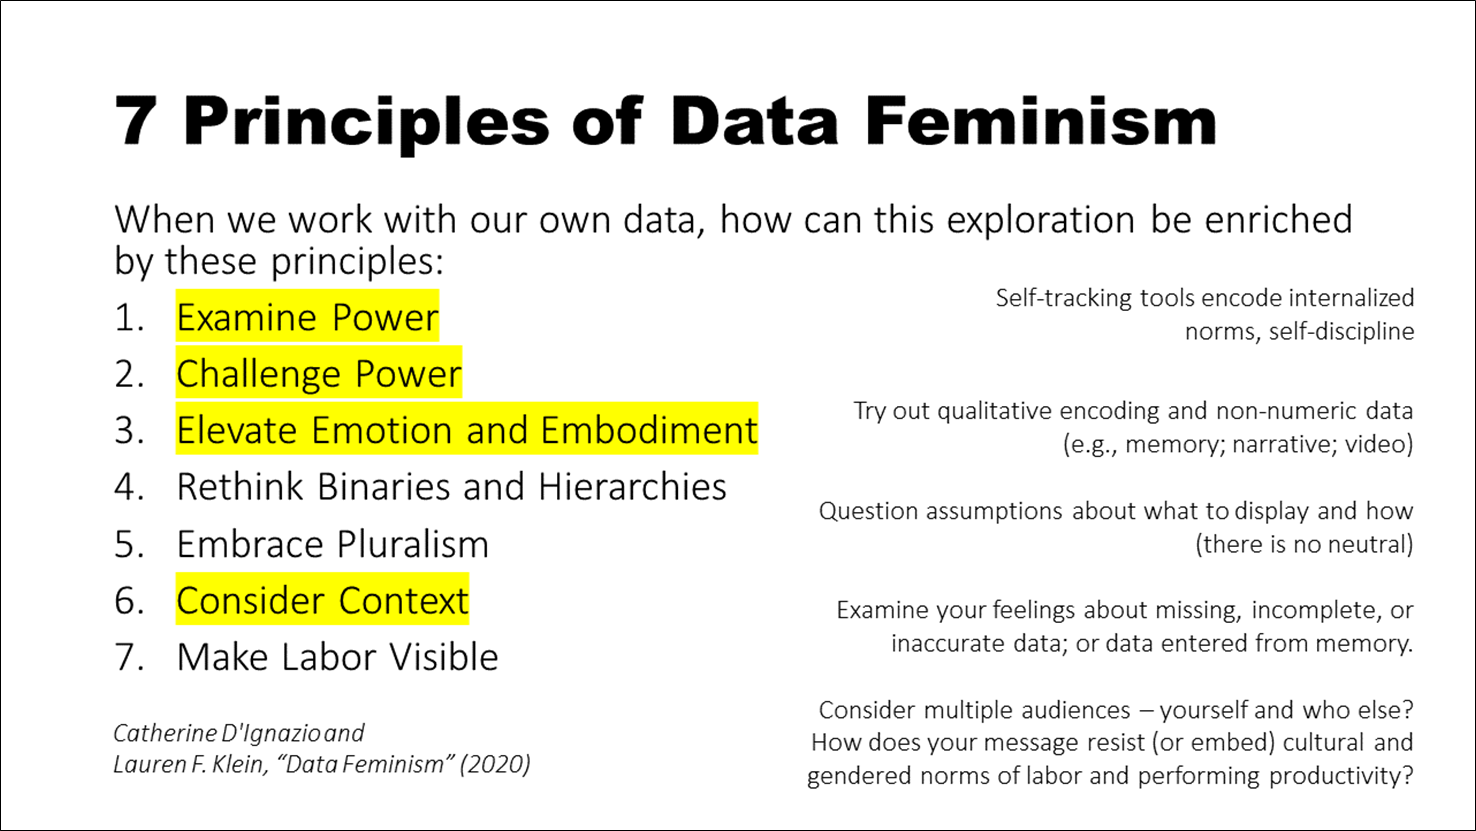 7 Principles of Data Feminism
When we work with our own data, how can this exploration be enriched
by these principles:
1. Examine Power
2. Challenge Power
3. Elevate Emotion and Embodiment
4. Rethink Binaries and Hierarchies
5. Embrace Pluralism
6. Consider Context
7. Make Labor Visible
Catherine D'Ignazio and
Lauren F. Klein, “Data Feminism” (2020)
Self-tracking tools encode internalized
norms, self-discipline
Try out qualitative encoding and non-numeric data
(e.g., memory; narrative; video)
Question assumptions about what to display and how
(there is no neutral)
Examine your feelings about missing, incomplete, or
inaccurate data; or data entered from memory.
Consider multiple audiences – yourself and who else?
How does your message resist (or embed) cultural and
gendered norms of labor and performing productivity?